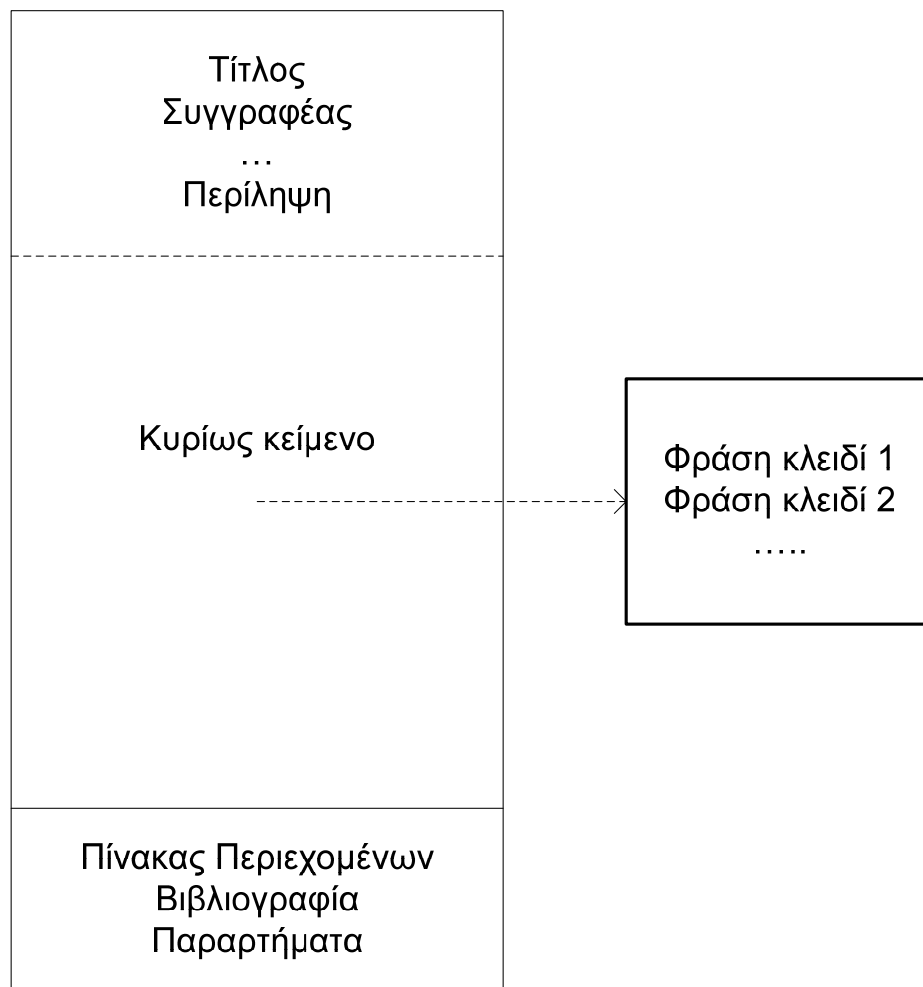 Τίτλος
Συγγραφέας
...
Περίληψη
Κυρίως κείμενο
Φράση κλειδί 1
Φράση κλειδί 2
.....
Πίνακας Περιεχομένων
Βιβλιογραφία
Παραρτήματα